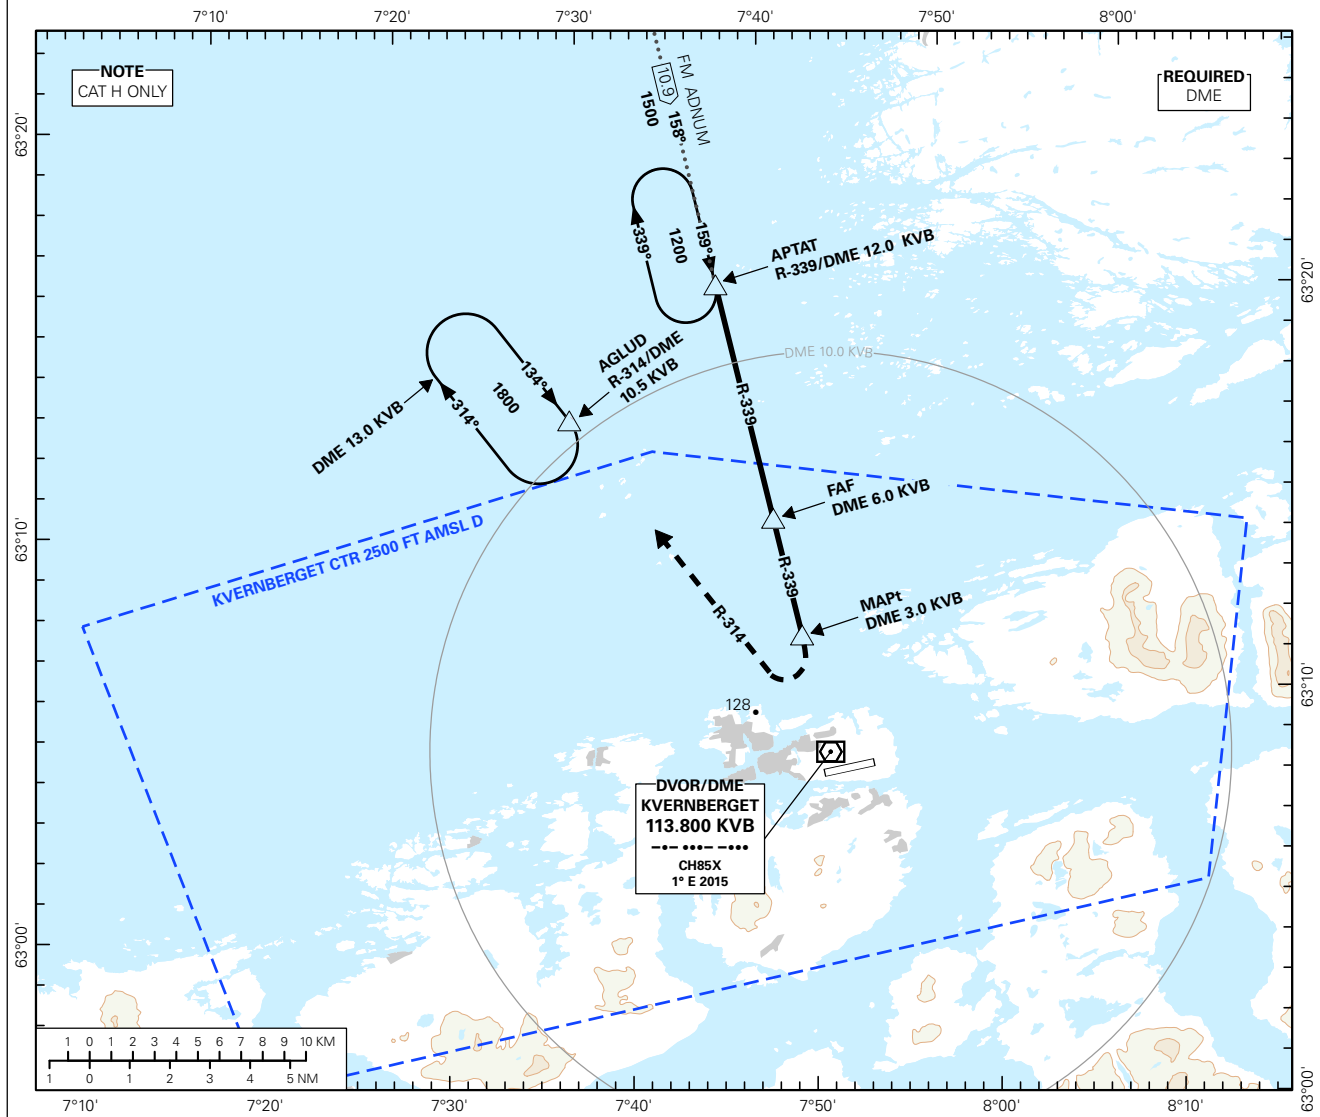 7°10'
7°20'
7°30'
7°40'
7°50'
8°00'
NOTE
CAT H ONLY
REQUIRED
DME
FM ADNUM
10.9
158°
1500
63°20'
63°20'
339°
1200
159°
APTAT
R-339/DME 12.0 KVB
AGLUD
R-314/DME
10.5 KVB
134°
1800
314°
DME 13.0 KVB
DME 10.0 KVB
R-339
FAF
DME 6.0 KVB
KVERNBERGET CTR 2500 FT AMSL D
63°10'
R-339
MAPt
DME 3.0 KVB
R-314
63°10'
128
DVOR/DME
KVERNBERGET
113.800 KVB
CH85X
1° E 2015
63°00'
63°00'
1 0 1 2 3 4 5 6 7 8 9 10 KM
1 0 1 2 3 4 5 NM
7°10'
7°20'
7°30'
7°40'
7°50'
8°00'
8°10'